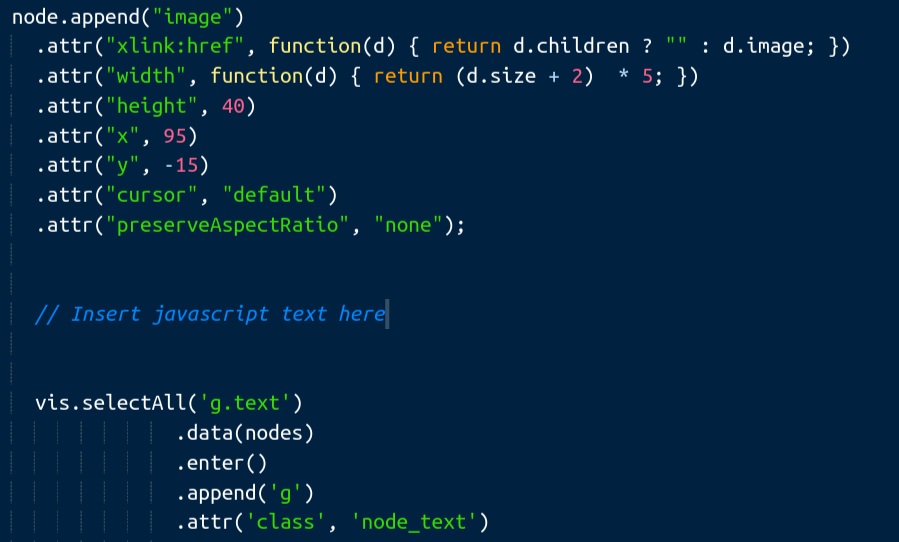 node.append("image")
.attr("xlink:href", function(d) { return d.children ? "" : d.image; })
.attr("width", function(d) { return (d.size + 2)  * 5; })
.attr("height", 40)
.attr("x", 95)
.attr("y", -15)
.attr("cursor", "default")
.attr("preserveAspectRatio", "none");
// Insert javascript text here
vis.selectAll('g.text')
.data(nodes)
.enter()
.append('g')
.attr('class', 'node_text')